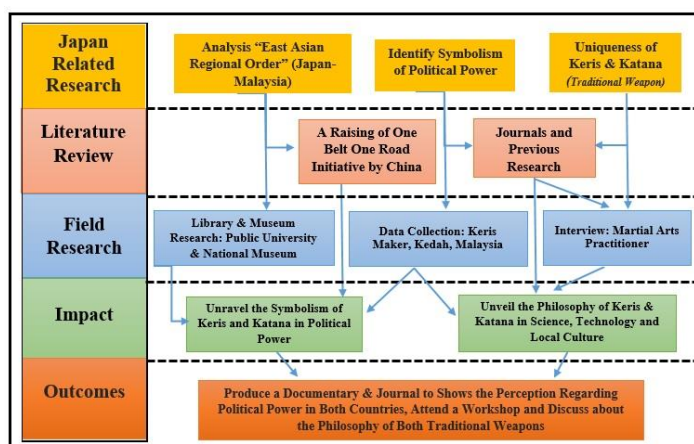 Japan
Related
Research
Analysis “East Asian
Regional Order” (Japan-
Malaysia)
Identify Symbolism
of Political Power
Uniqueness of
Keris & Katana
(Traditional Weapon)
Literature
Review
A Raising of One
Belt One Road
Initiative by China
Journals and
Previous
Research
Field
Research
Library & Museum
Research: Public University
& National Museum
Data Collection: Keris
Maker, Kedah, Malaysia
Interview: Martial Arts
Practitioner
Impact
Unravel the Symbolism of
Keris and Katana in Political
Power
Unveil the Philosophy of Keris &
Katana in Science, Technology and
Local Culture
Outcomes
Produce a Documentary & Journal to Shows the Perception Regarding
Political Power in Both Countries, Attend a Workshop and Discuss about
the Philosophy of Both Traditional Weapons